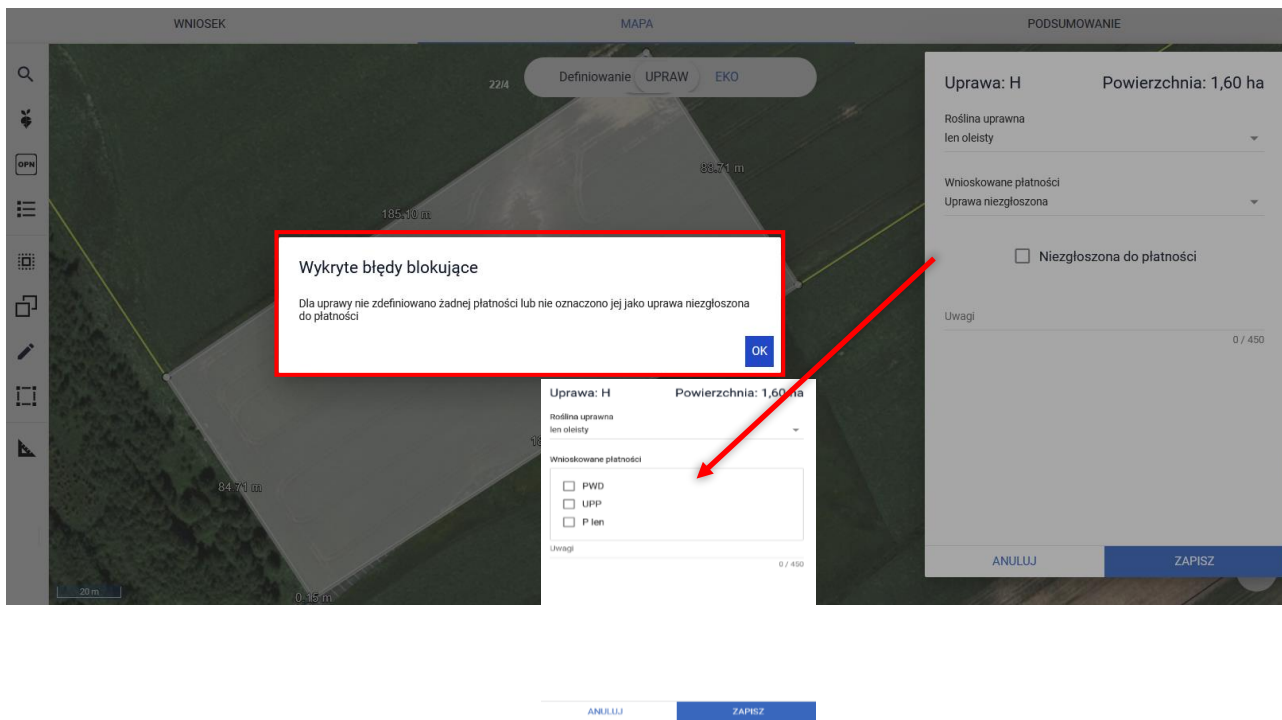 WNIOSEK
MAPA
PODSUMOWANIE
22/4
Definiowanie UPRAW EKO
OPN
88.71 m
185.10 m
84.71 m
0.15 m
20 m
Wykryte błędy blokujące
Dla uprawy nie zdefiniowano żadnej płatności lub nie oznaczono jej jako uprawa niezgłoszona
do płatności
OK
Uprawa: H Powierzchnia: 1,60 ha
Roślina uprawna
len oleisty
Wnioskowane płatności
Uprawa niezgłoszona
Niezgłoszona do płatności
Uwagi
0 / 450
ANULUJ ZAPISZ
Uprawa: H Powierzchnia: 1,60 ha
Roślina uprawna
len oleisty
Wnioskowane płatności
PWD
UPP
P len
Uwagi
0 / 450
ANULUJ ZAPISZ